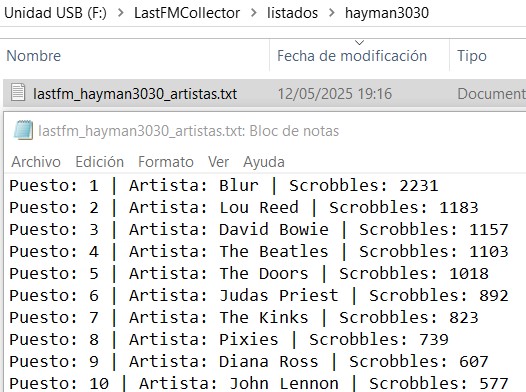 Unidad USB (F:) > LastFMCollector > listados > hayman3030
Nombre Fecha de modificación Tipo
lastfm_hayman3030_artistas.txt 12/05/2025 19:16 Document
lastfm_hayman3030_artistas.txt: Bloc de notas
Archivo Edición Formato Ver Ayuda
Puesto: 1 | Artista: Blur | Scrobbles: 2231
Puesto: 2 | Artista: Lou Reed | Scrobbles: 1183
Puesto: 3 | Artista: David Bowie | Scrobbles: 1157
Puesto: 4 | Artista: The Beatles | Scrobbles: 1103
Puesto: 5 | Artista: The Doors | Scrobbles: 1018
Puesto: 6 | Artista: Judas Priest | Scrobbles: 892
Puesto: 7 | Artista: The Kinks | Scrobbles: 823
Puesto: 8 | Artista: Pixies | Scrobbles: 739
Puesto: 9 | Artista: Diana Ross | Scrobbles: 607
Puesto: 10 | Artista: John Lennon | Scrobbles: 577